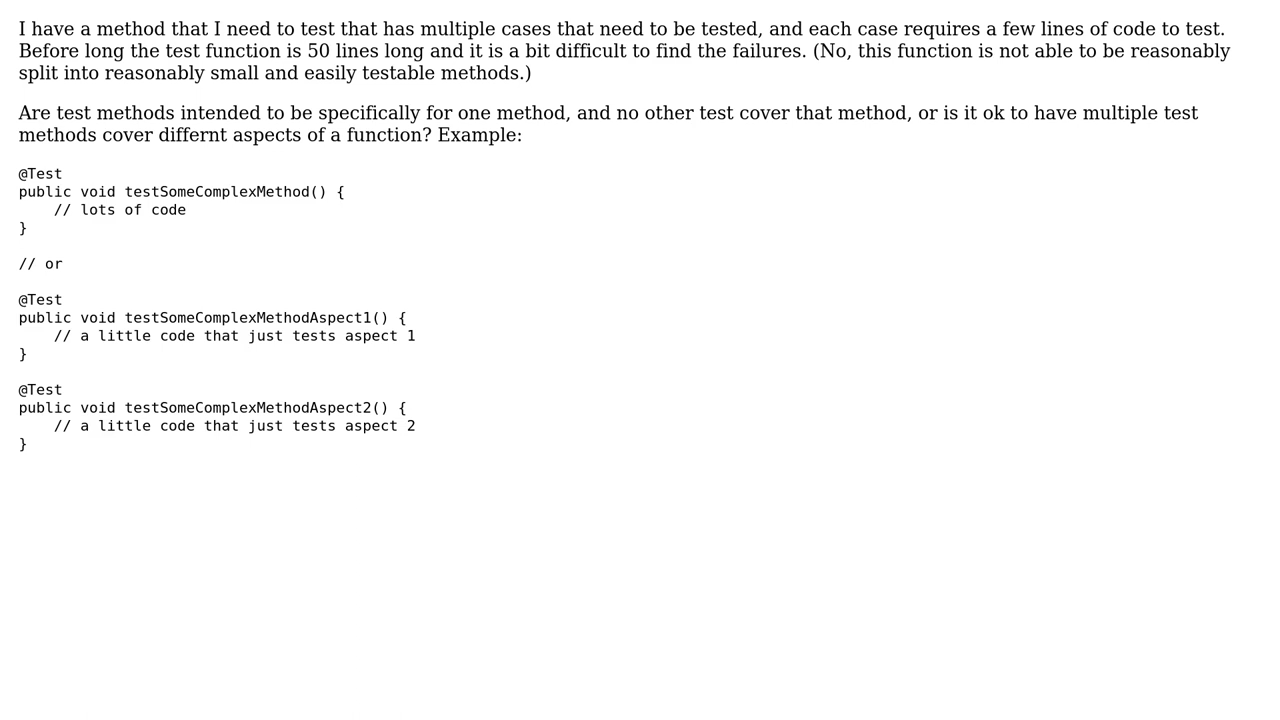 I have a method that I need to test that has multiple cases that need to be tested, and each case requires a few lines of code to test.
Before long the test function is 50 lines long and it is a bit difficult to find the failures. (No, this function is not able to be reasonably
split into reasonably small and easily testable methods.)
Are test methods intended to be specifically for one method, and no other test cover that method, or is it ok to have multiple test
methods cover differnt aspects of a function? Example:
@Test
public void testSomeComplexMethod() {
    // lots of code
}
// or
@Test
public void testSomeComplexMethodAspect1() {
    // a little code that just tests aspect 1
}
@Test
public void testSomeComplexMethodAspect2() {
    // a little code that just tests aspect 2
}